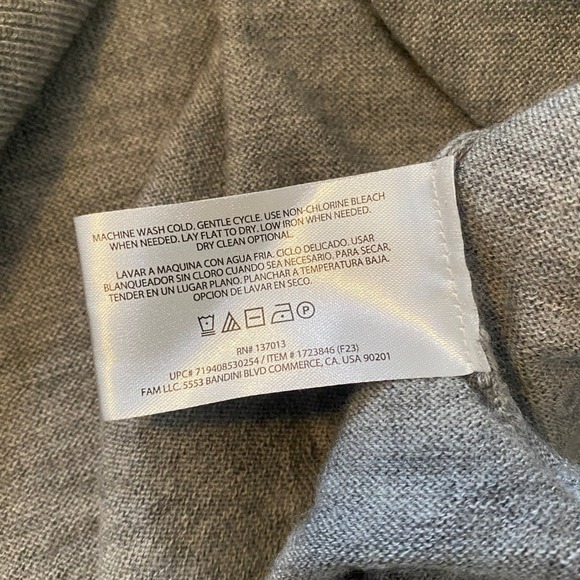 MACHINE WASH COLD. GENTLE CYCLE. USE NON-CHLORINE BLEACH
WHEN NEEDED. LAY FLAT TO DRY. LOW IRON WHEN NEEDED.
DRY CLEAN OPTIONAL.
LAVAR A MAQUINA CON AGUA FRIA. CICLO DELICADO. USAR
BLANQUEADOR SIN CLORO CUANDO SEA NECESARIO. PARA SECAR,
TENDER EN UN LUGAR PLANO. PLANCHAR A TEMPERATURA BAJA.
OPCION DE LAVAR EN SECO.
P
RN# 137013
UPC# 719408530254 / ITEM # 1723846 (F23)
FAM LLC. 5553 BANDINI BLVD COMMERCE, CA. USA 90201